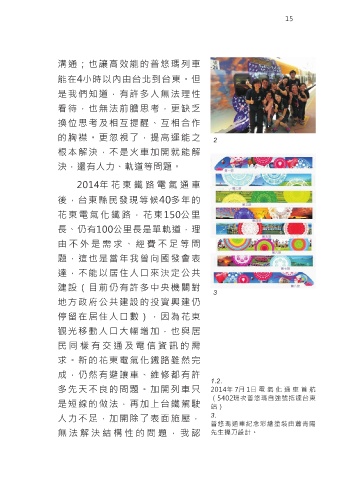 15
溝通；也讓高效能的普悠瑪列車
能在4小時以內由台北到台東。但
是我們知道，有許多人無法理性
看待，也無法前瞻思考，更缺乏
換位思考及相互提醒、互相合作
的胸襟。更忽視了，提高運能之
根本解決，不是火車加開就能解
決，還有人力、軌道等問題。
2014年花東鐵路電氣通車
後，台東縣民發現等候40多年的
花東電氣化鐵路，花東150公里
長、仍有100公里長是單軌道，理
由不外是需求、經費不足等問
題，這也是當年我曾向國發會表
達，不能以居住人口來決定公共
建設（目前仍有許多中央機關對
地方政府公共建設的投資興建仍
停留在居住人口數），因為花東
觀光移動人口大幅增加，也與居
民同樣有交通及電信資訊的需
求。新的花東電氣化鐵路雖然完
成，仍然有避讓車、維修都有許
多先天不良的問題。加開列車只
是短線的做法，再加上台鐵駕駛
人力不足，加開除了表面施壓，
無法解決結構性的問題，我認
2
3
1.2.
2014年7月1日電氣化通車首航
（5402班次普悠瑪自強號抵達台東
站）
3.
普悠瑪通車紀念彩繪塗裝由蕭青陽
先生操刀設計。